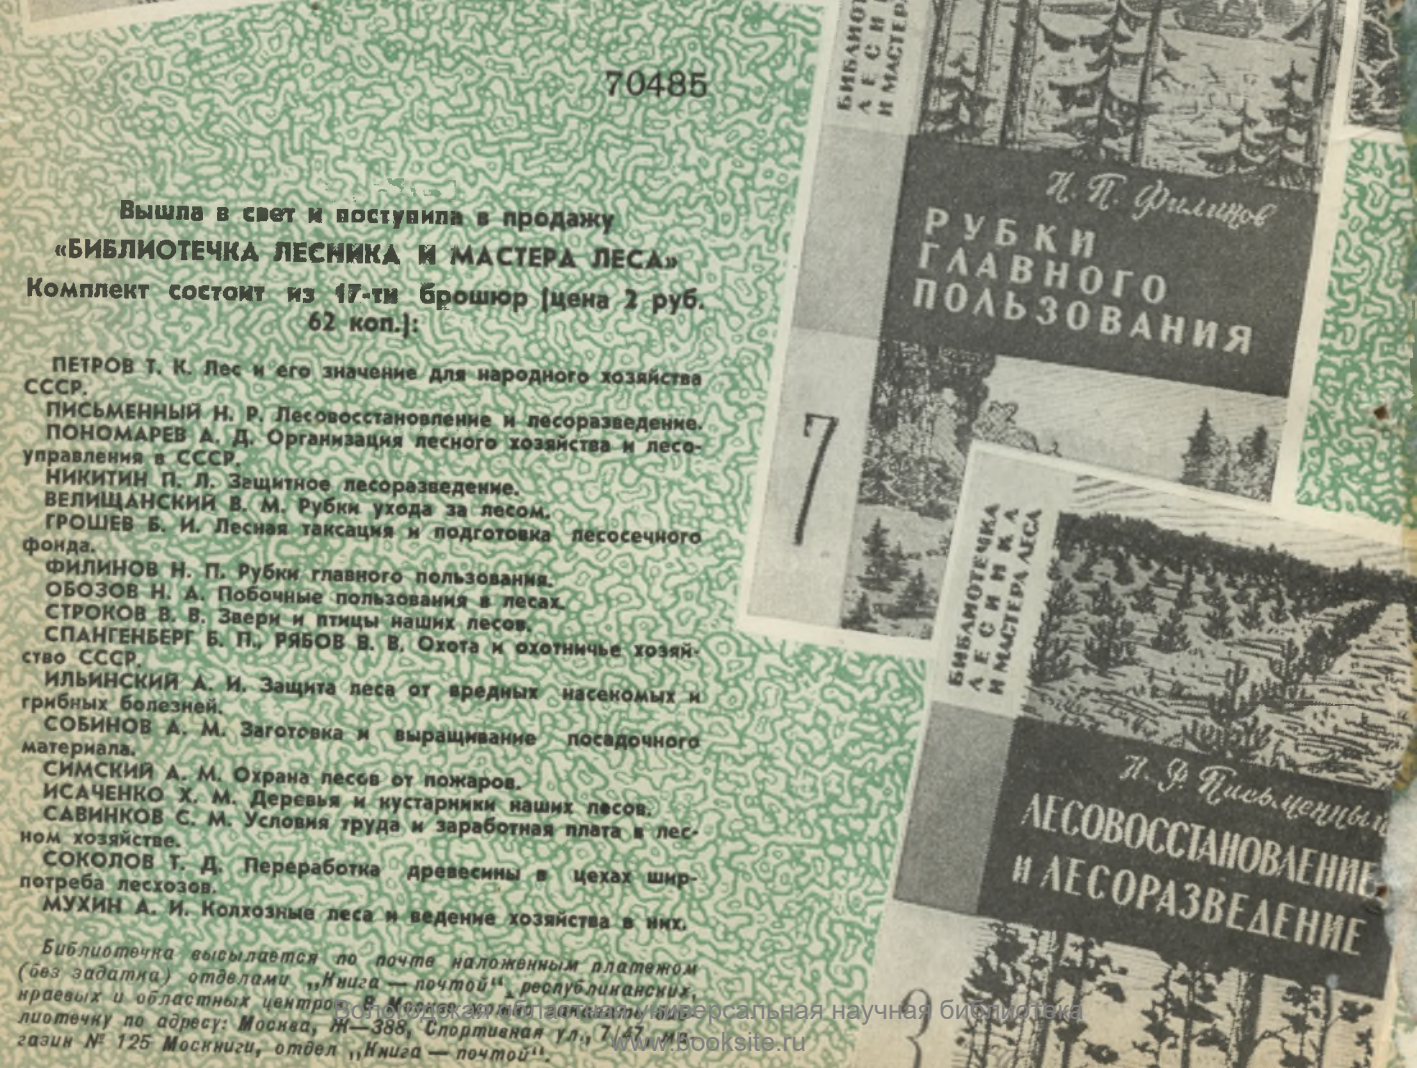 70485
Вышла в свет и поступила в продажу
«БИБЛИОТЕЧКА ЛЕСНИКА И МАСТЕРА ЛЕСА»
Комплект состоит из 17-ти брошюр (цена 2 руб.
62 коп.):
ПЕТРОВ Т. К. Лес и его значение для народного хозяйства
СССР.
ПИСЬМЕННЫЙ Н. Р. Лесовосстановление и лесоразведение.
ПОНОМАРЕВ А. Д. Организация лесного хозяйства и лесо-
управления в СССР.
НИКИТИН П. Л. Защитное лесоразведение.
ВЕЛИЩАНСКИЙ В. М. Рубки ухода за лесом.
ГРОШЕВ Б. И. Лесная таксация и подготовка лесосечного
фонда.
ФИЛИНОВ Н. П. Рубки главного пользования.
ОБОЗОВ Н. А. Побочные пользования в лесах.
СТРОКОВ В. В. Звери и птицы наших лесов.
СПАНГЕНБЕРГ Б. П., РЯБОВ В. В. Охота и охотничье хозяй-
ство СССР.
ИЛЬИНСКИЙ А. И. Защита леса от вредных насекомых и
грибных болезней.
СОБИНОВ А. М. Заготовка и выращивание посадочного
материала.
СИМСКИЙ А. М. Охрана лесов от пожаров.
ИСАЧЕНКО Х. М. Деревья и кустарники наших лесов.
САВИНКОВ С. М. Условия труда и заработная плата в лес-
ном хозяйстве.
СОКОЛОВ Т. Д. Переработка древесины в цехах шир-
потреба лесхозов.
МУХИН А. И. Колхозные леса и ведение хозяйства в них.
Библиотечка высылается по почте наложенным платежом
(без задатка) отделами „Книга — почтой“ республиканских,
краевых и областных центров. В Москве
лиотечку по адресу: Москва, Ж—388, Спортивная ул., 7/47, ма-
газин № 125 Москниги, отдел „Книга — почтой“.
БИБЛИОТ
ЛЕСНИ
И МАСТЕР
Н. П. Филинов
РУБКИ
ГЛАВНОГО
ПОЛЬЗОВАНИЯ
7
БИБЛИОТЕЧКА
ЛЕСНИКА
И МАСТЕРА ЛЕСА
Н. Ф. Письменный
ЛЕСОВОССТАНОВЛЕНИЕ
И ЛЕСОРАЗВЕДЕНИЕ
3
Вологодская областная универсальная научная библиотека
www.booksite.ru